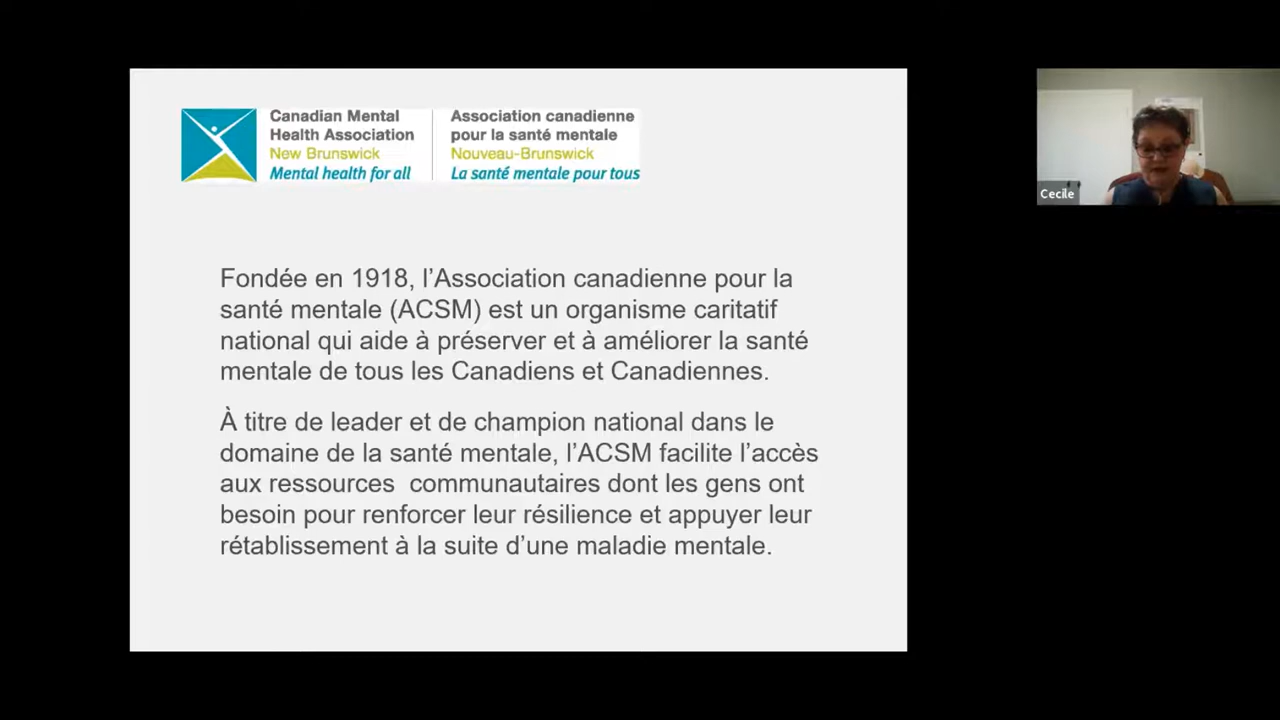 Canadian Mental
Health Association
New Brunswick
Mental health for all
Association canadienne
pour la santé mentale
Nouveau-Brunswick
La santé mentale pour tous
Cecile
Fondée en 1918, l’Association canadienne pour la
santé mentale (ACSM) est un organisme caritatif
national qui aide à préserver et à améliorer la santé
mentale de tous les Canadiens et Canadiennes.
À titre de leader et de champion national dans le
domaine de la santé mentale, l’ACSM facilite l’accès
aux ressources  communautaires dont les gens ont
besoin pour renforcer leur résilience et appuyer leur
rétablissement à la suite d’une maladie mentale.